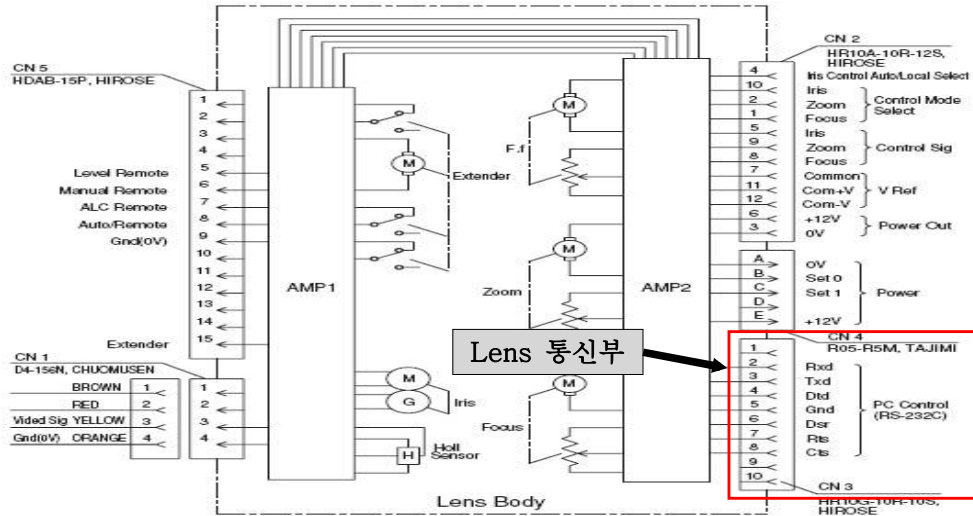 CN 5
HDAB-15P, HIROSE
1
2
3
4
Level Remote 5
Manual Remote 6
ALC Remote 7
Auto/Remote 8
Gnd(0V) 9
10
11
12
13
14
Extender 15
CN 1
D4-156N, CHUOMUSEN
BROWN 1 1
RED 2 2
Vided Sig YELLOW 3 3
Gnd(0V) ORANGE 4 4
AMP1
M
Extender
M
G
Iris
H
Holl
Sensor
M
F.f
M
Zoom
M
Focus
AMP2
Lens 통신부
Lens Body
CN 2
HR10A-10R-12S,
HIROSE
4 Iris Control Auto/Local Select
10 Iris
2 Zoom
1 Focus
Control Mode
Select
5 Iris
9 Zoom
8 Focus
Control Sig
7 Common
11 Com+V
12 Com-V
V Ref
6 +12V
3 0V
Power Out
A 0V
B Set 0
C Set 1
D
E +12V
Power
CN 4
R05-R5M, TAJIMI
1
2 Rxd
3 Txd
4 Dtd
5 Gnd
6 Dsr
7 Rts
8 Cts
9
10
PC Control
(RS-232C)
CN 3
HR10G-10R-10S,
HIROSE